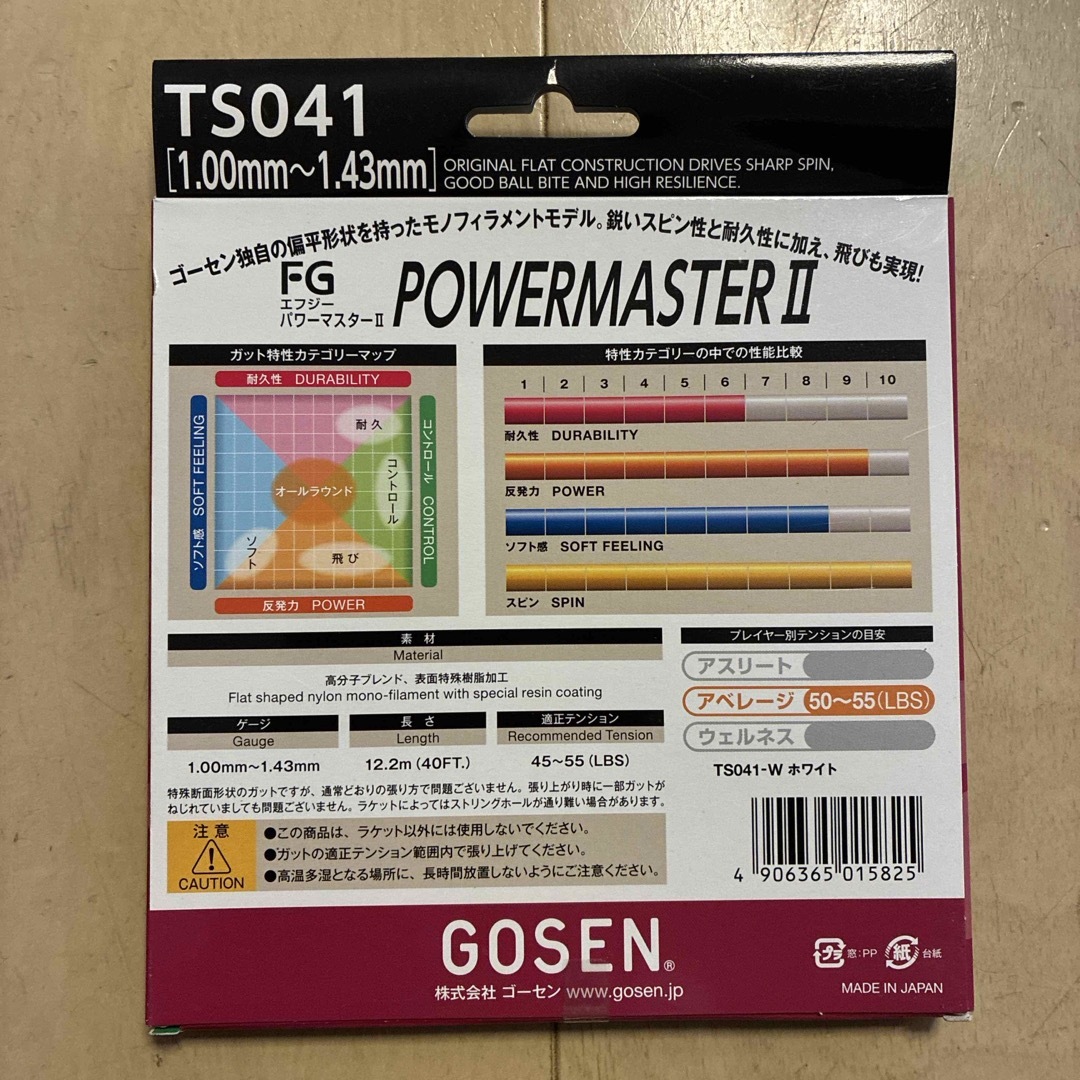 TS041
[1.00mm～1.43mm]
ORIGINAL FLAT CONSTRUCTION DRIVES SHARP SPIN,
GOOD BALL BITE AND HIGH RESILIENCE.
ゴーセン独自の偏平形状を持ったモノフィラメントモデル。鋭いスピン性と耐久性に加え、飛びも実現!
FG
エフジー
パワーマスターⅡ
POWERMASTER Ⅱ
ガット特性カテゴリーマップ
耐久性 DURABILITY
ソフト感 SOFT FEELING
コントロール CONTROL
耐久
コントロール
オールラウンド
ソフト
飛び
反発力 POWER
特性カテゴリーの中での性能比較
1 | 2 | 3 | 4 | 5 | 6 | 7 | 8 | 9 | 10
耐久性 DURABILITY
反発力 POWER
ソフト感 SOFT FEELING
スピン SPIN
素材
Material
高分子ブレンド、表面特殊樹脂加工
Flat shaped nylon mono-filament with special resin coating
ゲージ
Gauge
1.00mm～1.43mm
長さ
Length
12.2m (40FT.)
適正テンション
Recommended Tension
45～55 (LBS)
プレイヤー別テンションの目安
アスリート
アベレージ 50～55(LBS)
ウェルネス
TS041-W ホワイト
特殊断面形状のガットですが、通常どおりの張り方で問題ございません。張り上がり時に一部ガットが
ねじれていましても問題ございません。ラケットによってはストリングホールが通り難い場合があります。
注意
CAUTION
●この商品は、ラケット以外には使用しないでください。
●ガットの適正テンション範囲内で張り上げてください。
●高温多湿となる場所に、長時間放置しないようにご注意ください。
4 906365 015825
GOSEN®
株式会社 ゴーセン www.gosen.jp
プラ 窓:PP 紙 台紙
MADE IN JAPAN